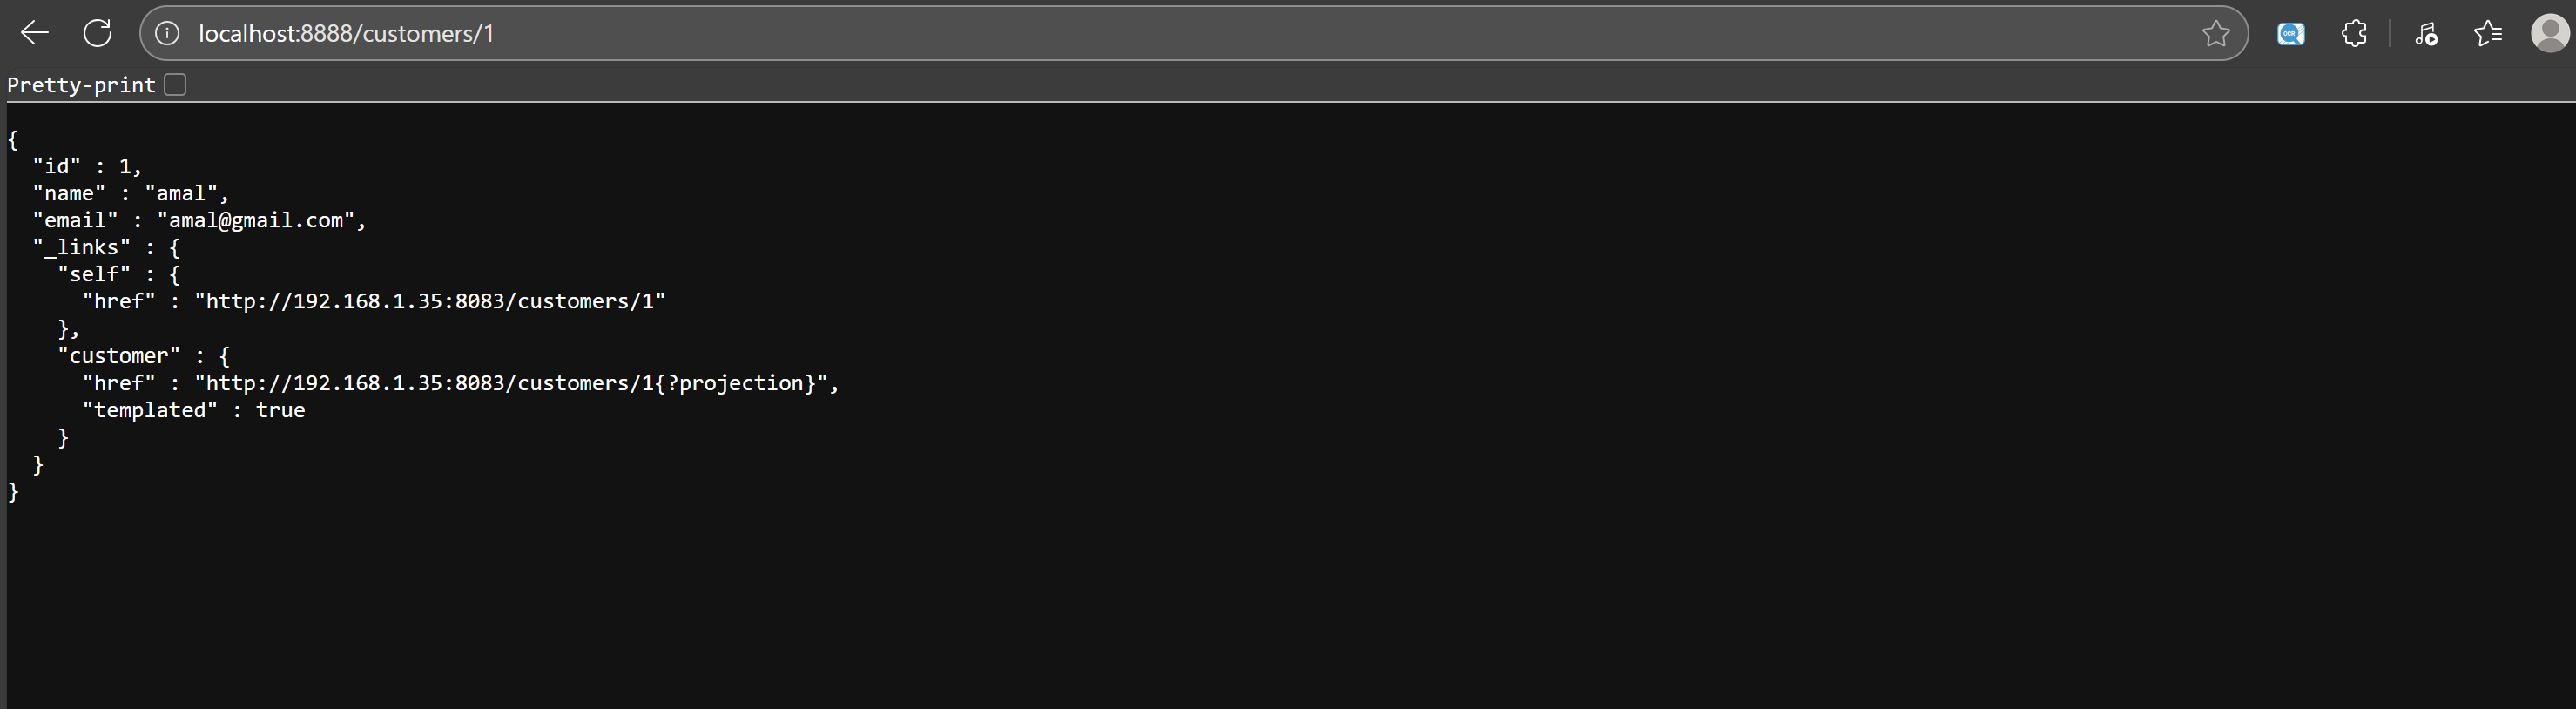 localhost:8888/customers/1
OCR
Pretty-print
{
  "id" : 1,
  "name" : "amal",
  "email" : "amal@gmail.com",
  "_links" : {
    "self" : {
      "href" : "http://192.168.1.35:8083/customers/1"
    },
    "customer" : {
      "href" : "http://192.168.1.35:8083/customers/1{?projection}",
      "templated" : true
    }
  }
}